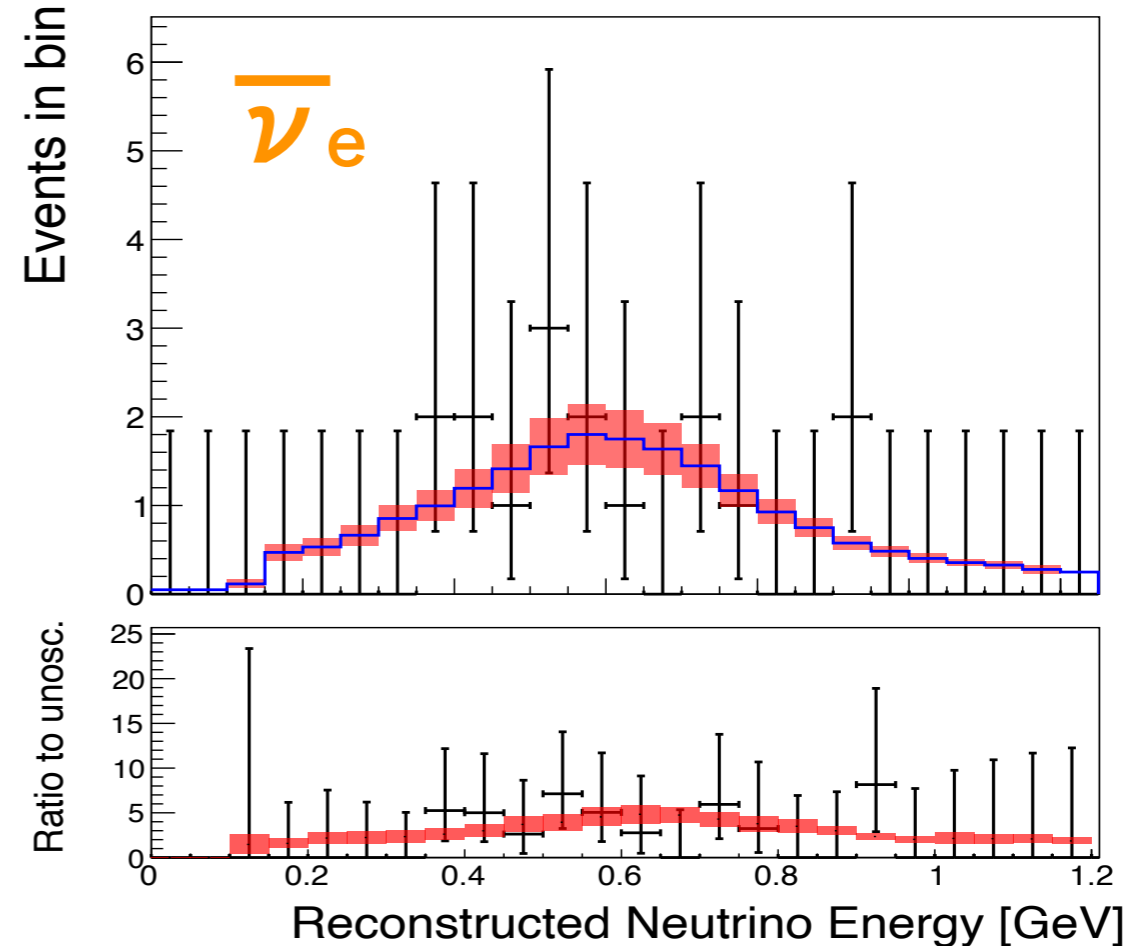 Events in bin
6
5
4
3
2
1
0
ν̅ e
Ratio to unosc.
25
20
15
10
5
0
0 0.2 0.4 0.6 0.8 1 1.2
Reconstructed Neutrino Energy [GeV]